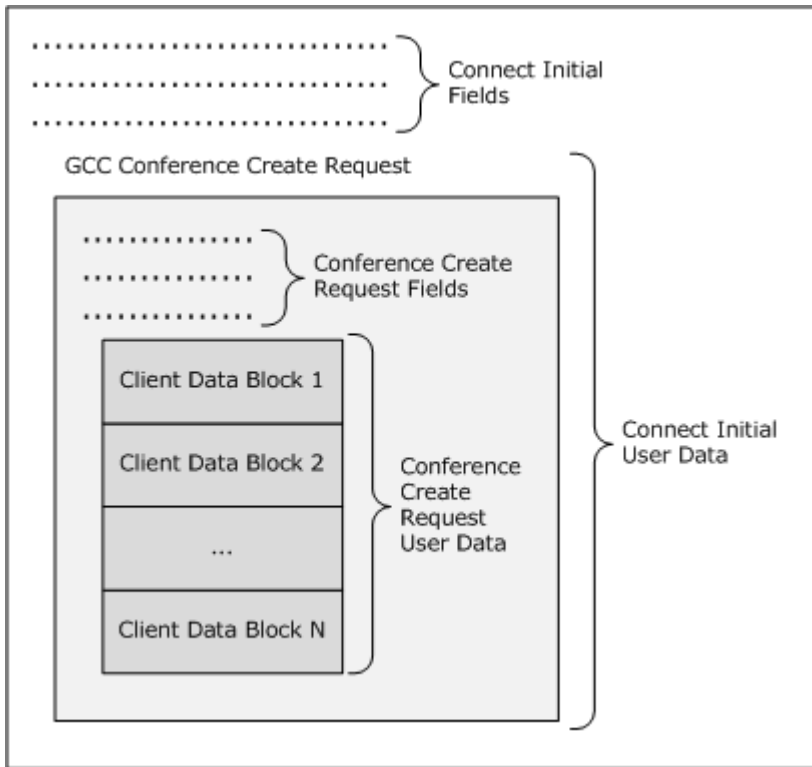 Connect Initial
Fields
GCC Conference Create Request
Conference Create
Request Fields
Client Data Block 1
Client Data Block 2
...
Client Data Block N
Conference
Create
Request
User Data
Connect Initial
User Data